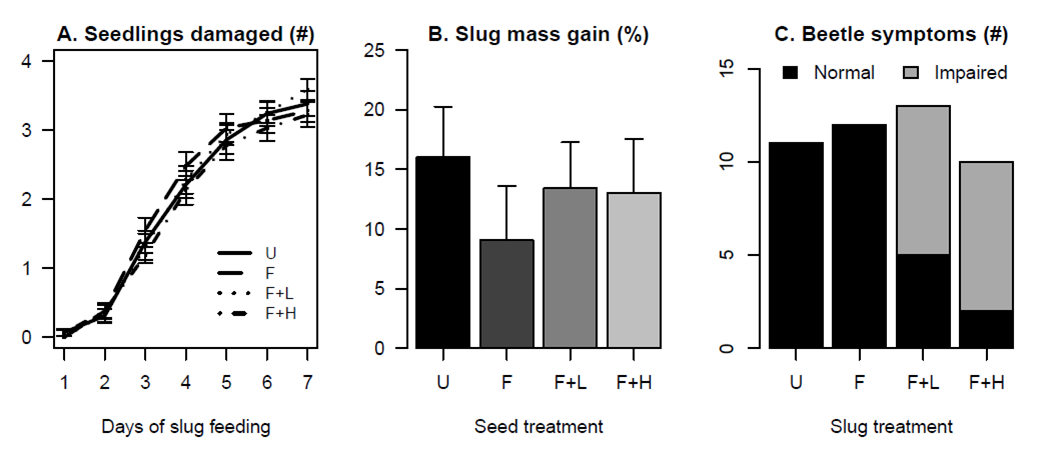 A. Seedlings damaged (#)
4
3
2
1
0
U
F
F+L
F+H
1 2 3 4 5 6 7
Days of slug feeding
B. Slug mass gain (%)
25
20
15
10
5
0
U F F+L F+H
Seed treatment
C. Beetle symptoms (#)
Normal Impaired
15
10
5
0
U F F+L F+H
Slug treatment